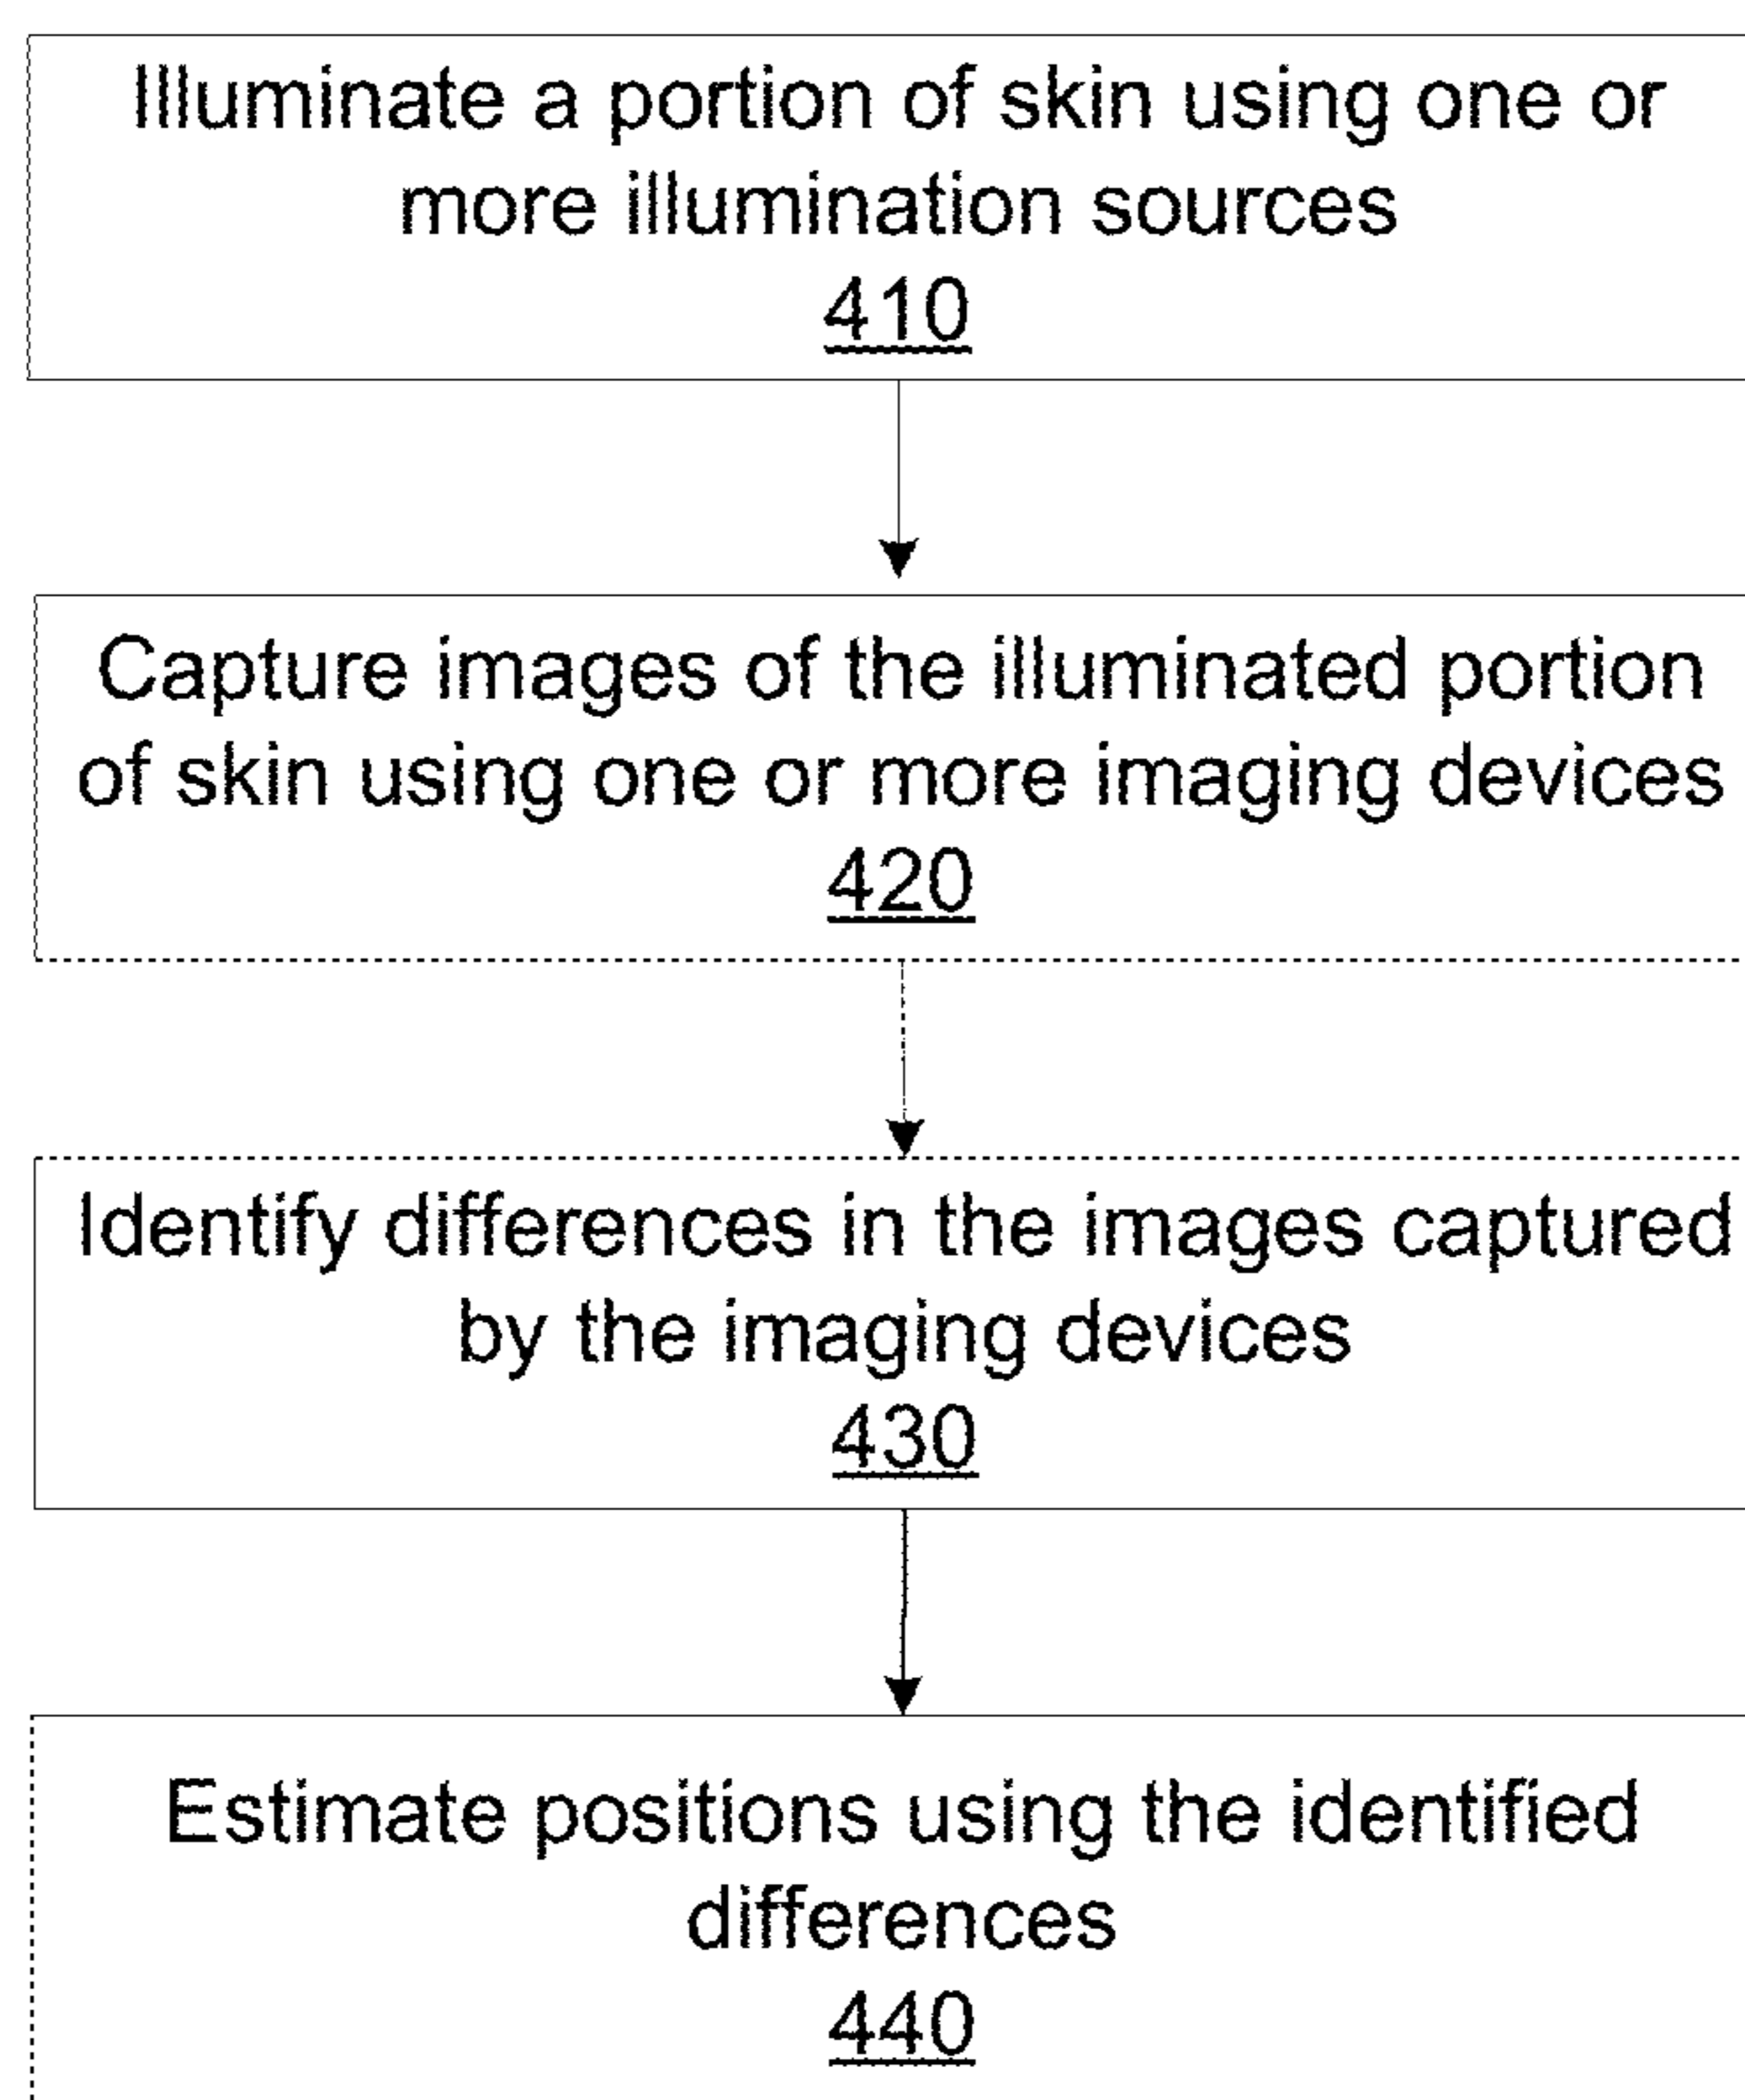 Illuminate a portion of skin using one or
more illumination sources
410
Capture images of the illuminated portion
of skin using one or more imaging devices
420
Identify differences in the images captured
by the imaging devices
430
Estimate positions using the identified
differences
440